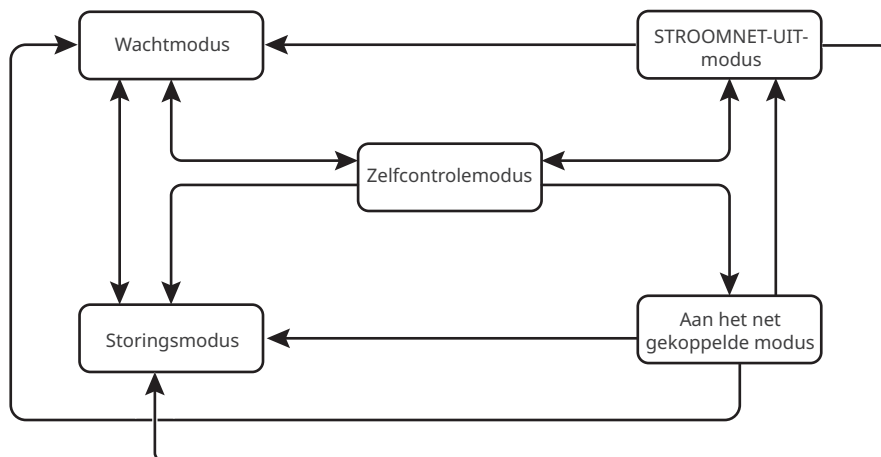 Wachtmodus
STROOMNET-UIT-
modus
Zelfcontrolemodus
Storingsmodus
Aan het net
gekoppelde modus